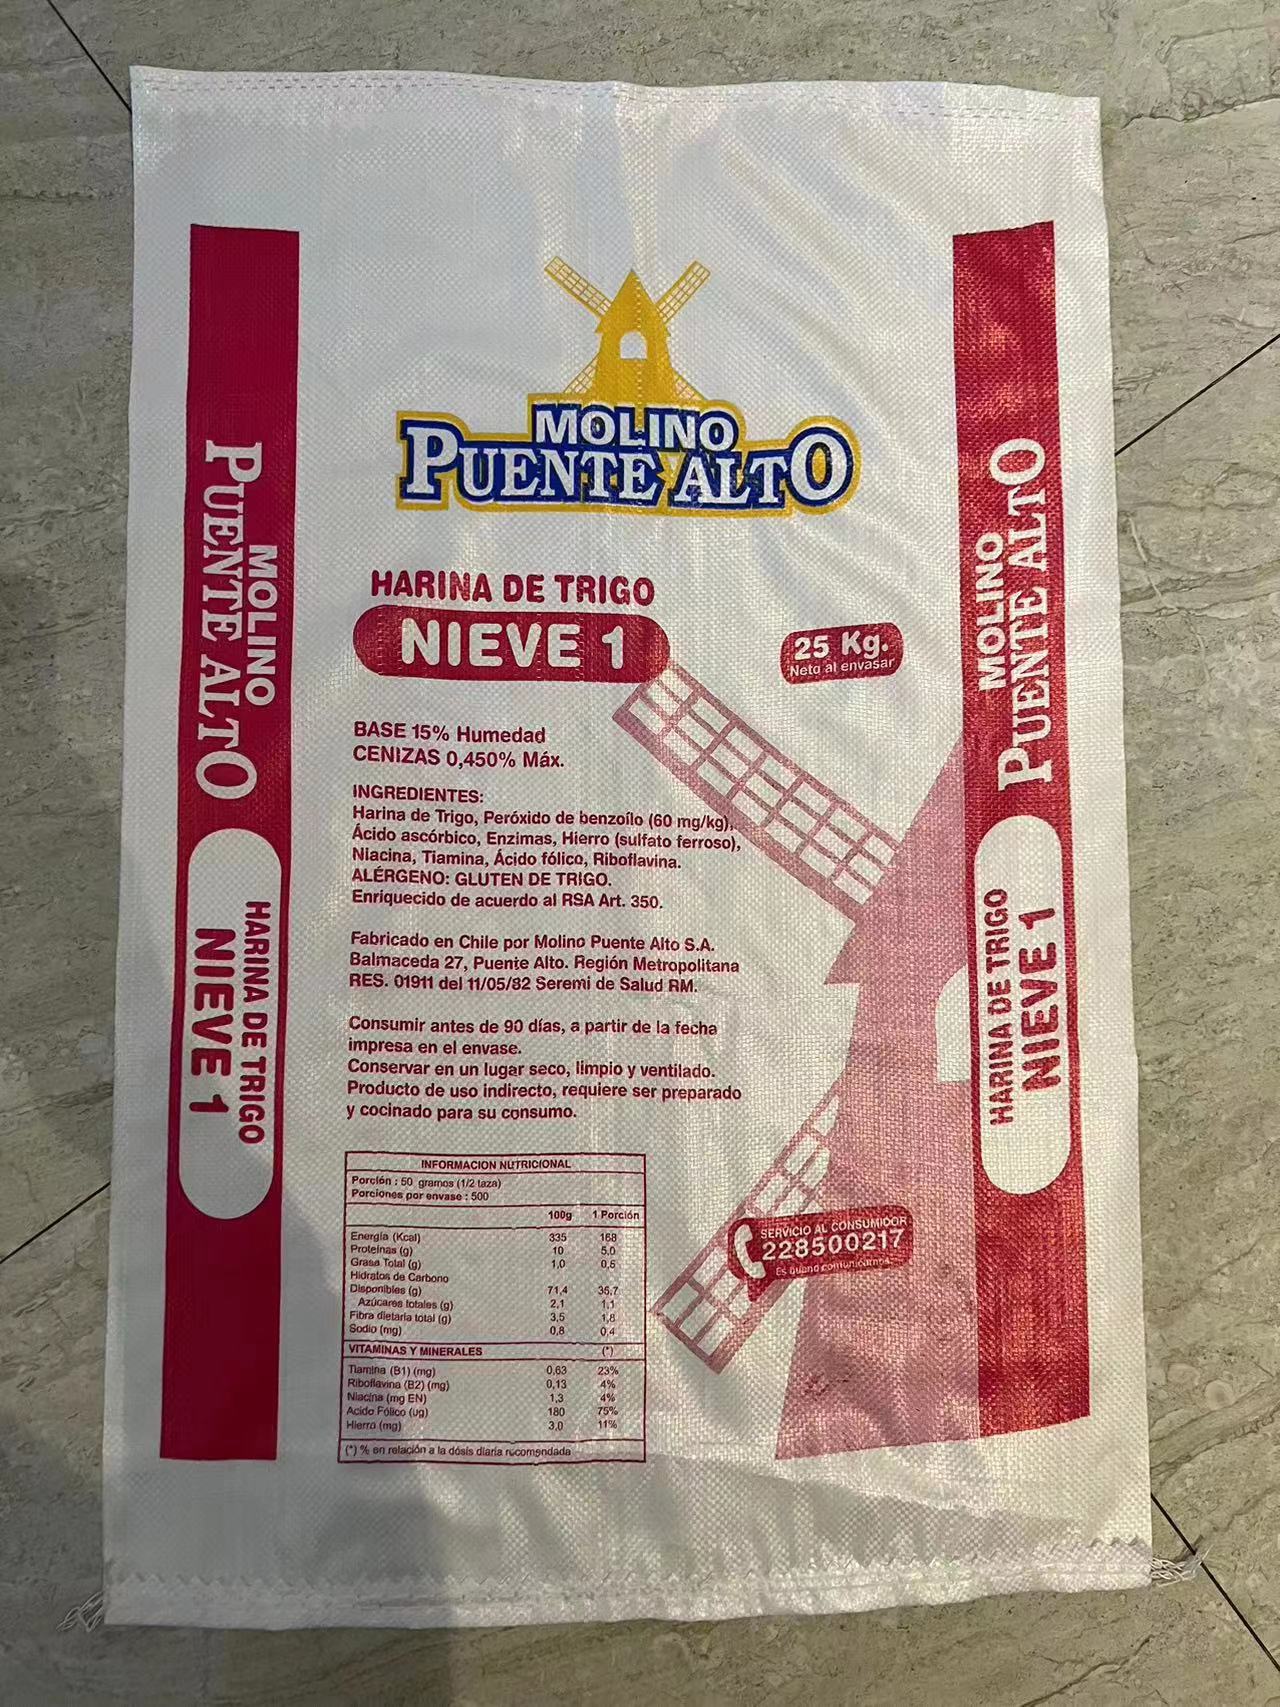 MOLINO
PUENTE ALTO
HARINA DE TRIGO
NIEVE 1
25 Kg.
Neto al envasar
BASE 15% Humedad
CENIZAS 0,450% Máx.
INGREDIENTES:
Harina de Trigo, Peróxido de benzoílo (60 mg/kg),
Ácido ascórbico, Enzimas, Hierro (sulfato ferroso),
Niacina, Tiamina, Ácido fólico, Riboflavina.
ALÉRGENO: GLUTEN DE TRIGO.
Enriquecido de acuerdo al RSA Art. 350.
Fabricado en Chile por Molino Puente Alto S.A.
Balmaceda 27, Puente Alto. Región Metropolitana
RES. 01911 del 11/05/82 Seremi de Salud RM.
Consumir antes de 90 días, a partir de la fecha
impresa en el envase.
Conservar en un lugar seco, limpio y ventilado.
Producto de uso indirecto, requiere ser preparado
y cocinado para su consumo.
INFORMACION NUTRICIONAL
Porción : 50 gramos (1/2 taza)
Porciones por envase : 500
100g 1 Porción
Energía (Kcal) 335 168
Proteínas (g) 10 5,0
Grasa Total (g) 1,0 0,5
Hidratos de Carbono
Disponibles (g) 71,4 35,7
Azúcares totales (g) 2,1 1,1
Fibra dietaria total (g) 3,5 1,8
Sodio (mg) 0,8 0,4
VITAMINAS Y MINERALES (*)
Tiamina (B1) (mg) 0,63 23%
Riboflavina (B2) (mg) 0,13 4%
Niacina (mg EN) 1,3 4%
Acido Fólico (ug) 180 75%
Hierro (mg) 3,0 11%
(*) % en relación a la dósis diaria recomendada
SERVICIO AL CONSUMIDOR
228500217
Es bueno comunicarnos
MOLINO
PUENTE ALTO
HARINA DE TRIGO
NIEVE 1
MOLINO
PUENTE ALTO
HARINA DE TRIGO
NIEVE 1